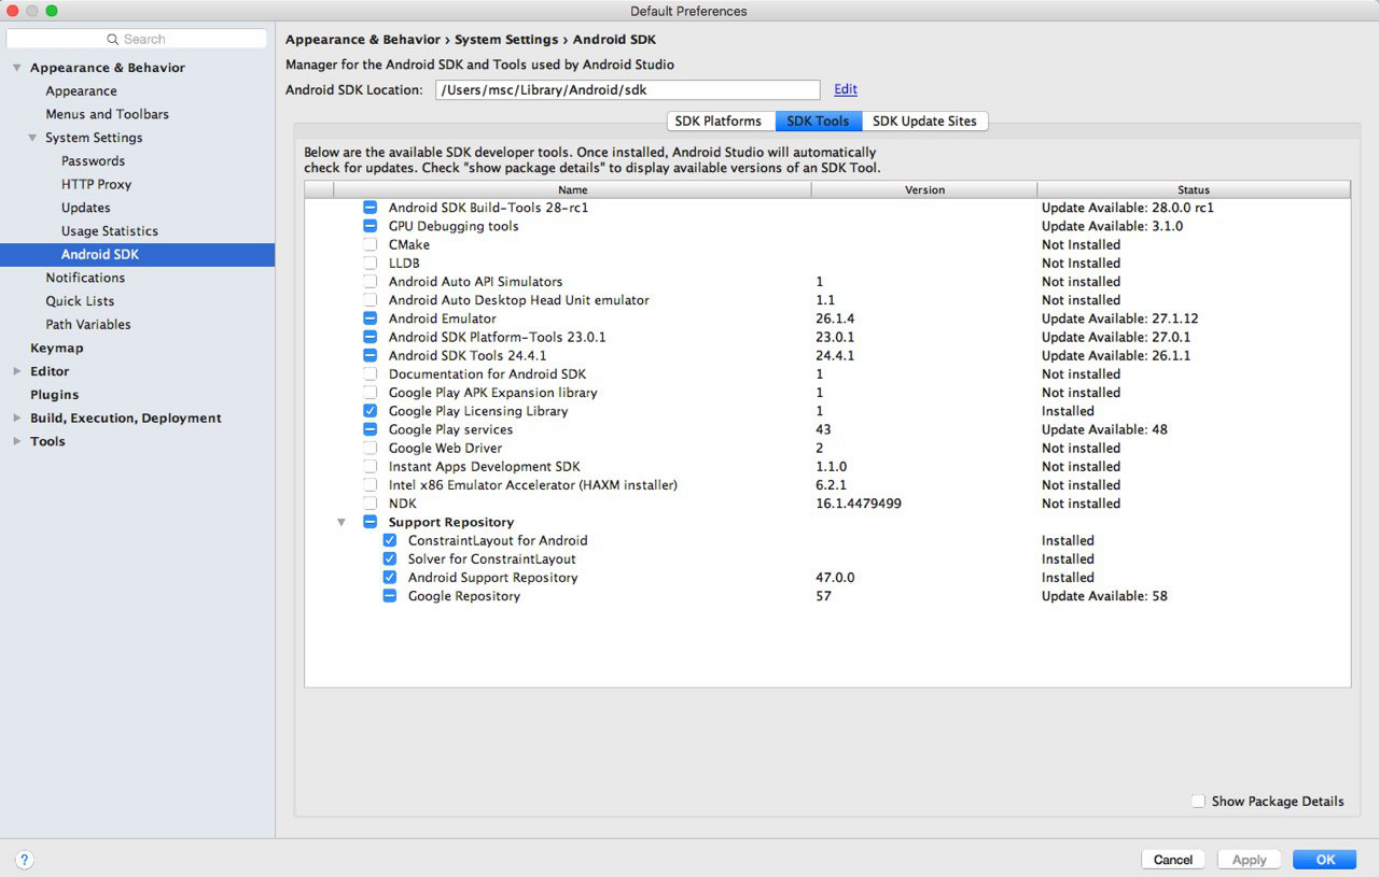 Default Preferences
Search
Appearance & Behavior
Appearance
Menus and Toolbars
System Settings
Passwords
HTTP Proxy
Updates
Usage Statistics
Android SDK
Notifications
Quick Lists
Path Variables
Keymap
Editor
Plugins
Build, Execution, Deployment
Tools
Appearance & Behavior › System Settings › Android SDK
Manager for the Android SDK and Tools used by Android Studio
Android SDK Location: /Users/msc/Library/Android/sdk Edit
SDK Platforms SDK Tools SDK Update Sites
Below are the available SDK developer tools. Once installed, Android Studio will automatically
check for updates. Check "show package details" to display available versions of an SDK Tool.
Name Version Status
Android SDK Build-Tools 28-rc1 Update Available: 28.0.0 rc1
GPU Debugging tools Update Available: 3.1.0
CMake Not Installed
LLDB Not Installed
Android Auto API Simulators 1 Not installed
Android Auto Desktop Head Unit emulator 1.1 Not installed
Android Emulator 26.1.4 Update Available: 27.1.12
Android SDK Platform-Tools 23.0.1 23.0.1 Update Available: 27.0.1
Android SDK Tools 24.4.1 24.4.1 Update Available: 26.1.1
Documentation for Android SDK 1 Not installed
Google Play APK Expansion library 1 Not installed
Google Play Licensing Library 1 Installed
Google Play services 43 Update Available: 48
Google Web Driver 2 Not installed
Instant Apps Development SDK 1.1.0 Not installed
Intel x86 Emulator Accelerator (HAXM installer) 6.2.1 Not installed
NDK 16.1.4479499 Not installed
Support Repository
ConstraintLayout for Android Installed
Solver for ConstraintLayout Installed
Android Support Repository 47.0.0 Installed
Google Repository 57 Update Available: 58
Show Package Details
? Cancel Apply OK